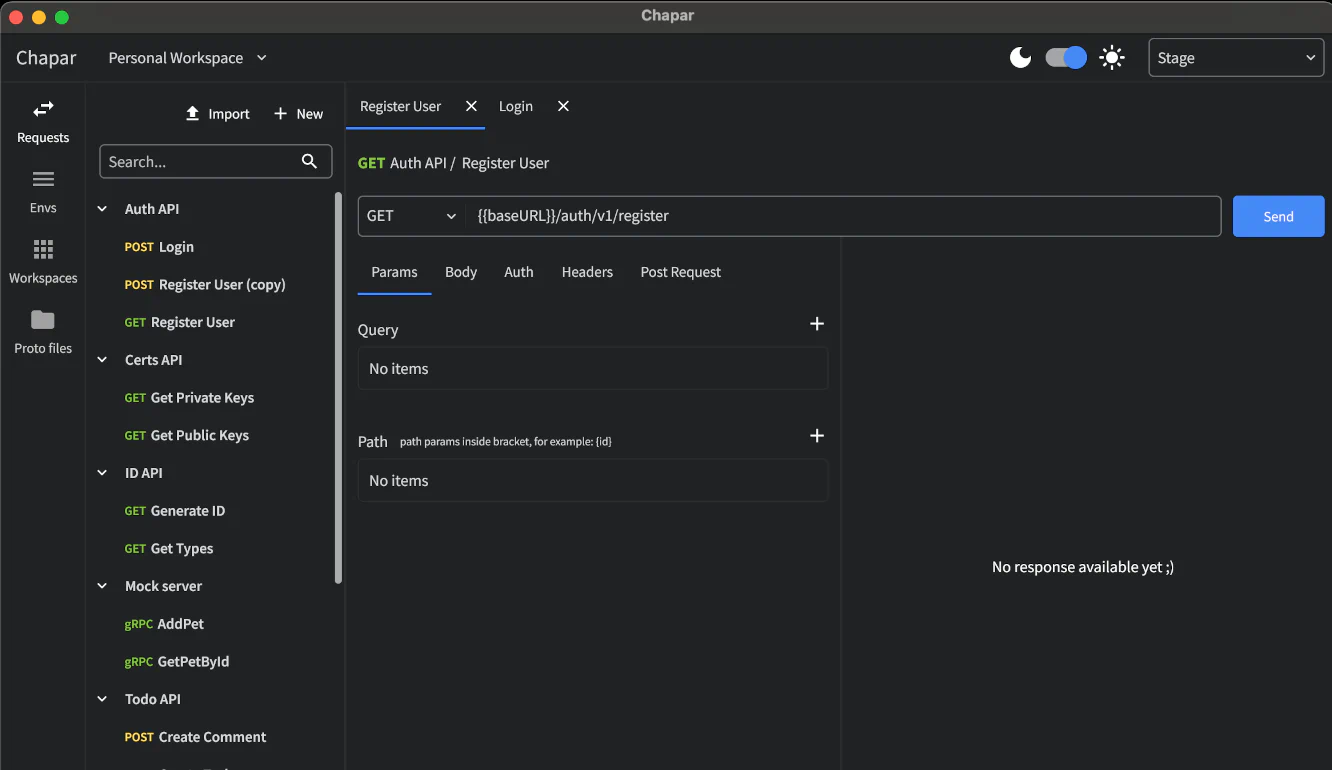 Chapar
Chapar
Personal Workspace
Stage
Requests
Envs
Workspaces
Proto files
Import
New
Search...
Auth API
POST Login
POST Register User (copy)
GET Register User
Certs API
GET Get Private Keys
GET Get Public Keys
ID API
GET Generate ID
GET Get Types
Mock server
gRPC AddPet
gRPC GetPetById
Todo API
POST Create Comment
Register User
Login
GET Auth API / Register User
GET
{{baseURL}}/auth/v1/register
Send
Params
Body
Auth
Headers
Post Request
Query
No items
Path path params inside bracket, for example: {id}
No items
No response available yet ;)